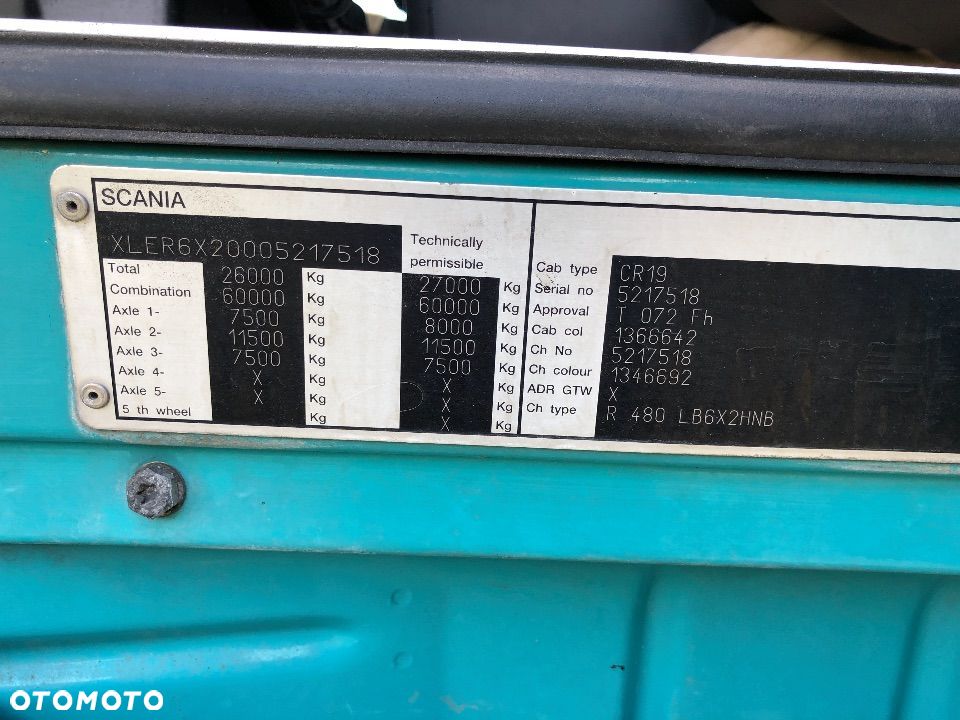 SCANIA
XLER6X20005217518
Technically
permissible
Total 26000 Kg 27000 Kg
Combination 60000 Kg 60000 Kg
Axle 1- 7500 Kg 8000 Kg
Axle 2- 11500 Kg 11500 Kg
Axle 3- 7500 Kg 7500 Kg
Axle 4- X Kg X Kg
Axle 5- X Kg X Kg
5 th wheel Kg X Kg
Cab type CR19
Serial no 5217518
Approval T 072 Fh
Cab col 1366642
Ch No 5217518
Ch colour 1346692
ADR GTW X
Ch type R 480 LB6X2HNB
OTOMOTO